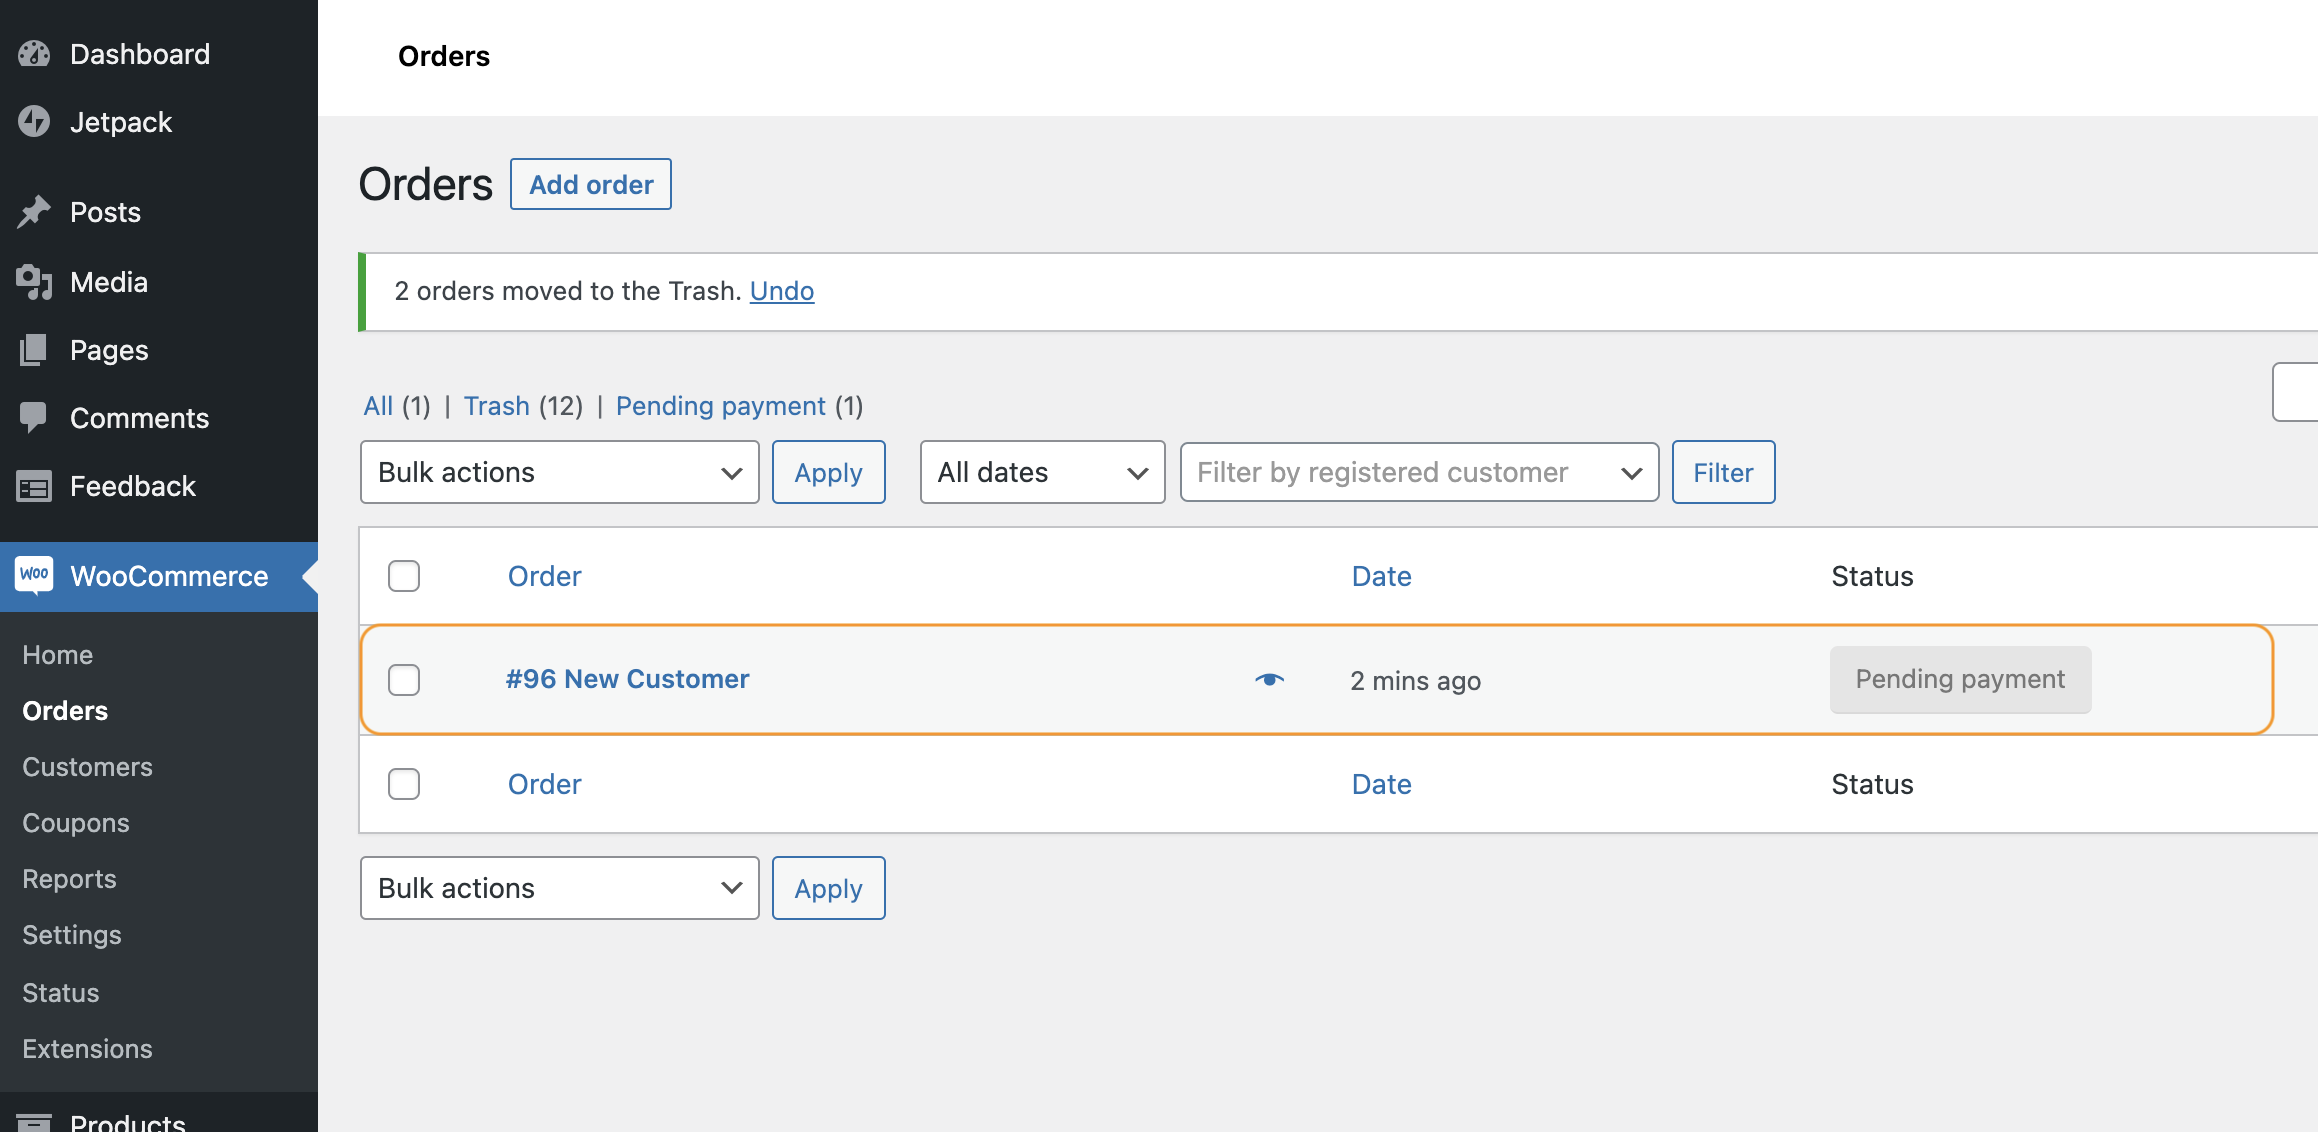 Dashboard
Jetpack
Posts
Media
Pages
Comments
Feedback
Woo WooCommerce
Home
Orders
Customers
Coupons
Reports
Settings
Status
Extensions
Products
Orders
Orders Add order
2 orders moved to the Trash. Undo
All (1) | Trash (12) | Pending payment (1)
Bulk actions Apply All dates Filter by registered customer Filter
Order Date Status
#96 New Customer 2 mins ago Pending payment
Order Date Status
Bulk actions Apply